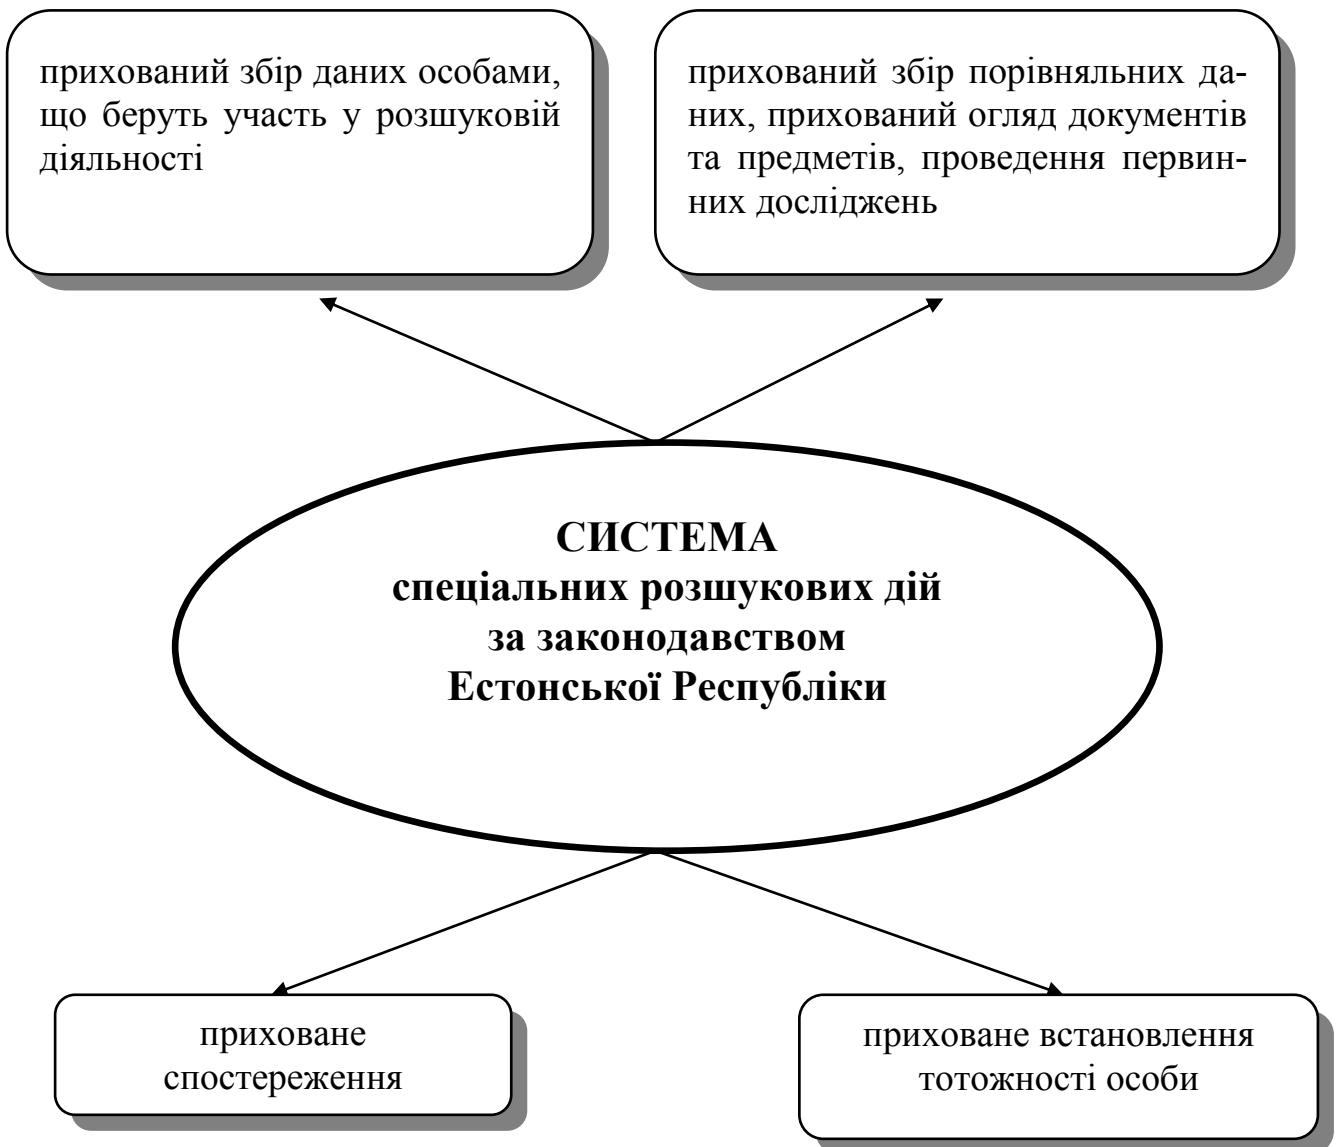 прихований збір даних особами,
що беруть участь у розшуковій
діяльності
прихований збір порівняльних да-
них, прихований огляд документів
та предметів, проведення первин-
них досліджень
СИСТЕМА
спеціальних розшукових дій
за законодавством
Естонської Республіки
приховане
спостереження
приховане встановлення
тотожності особи